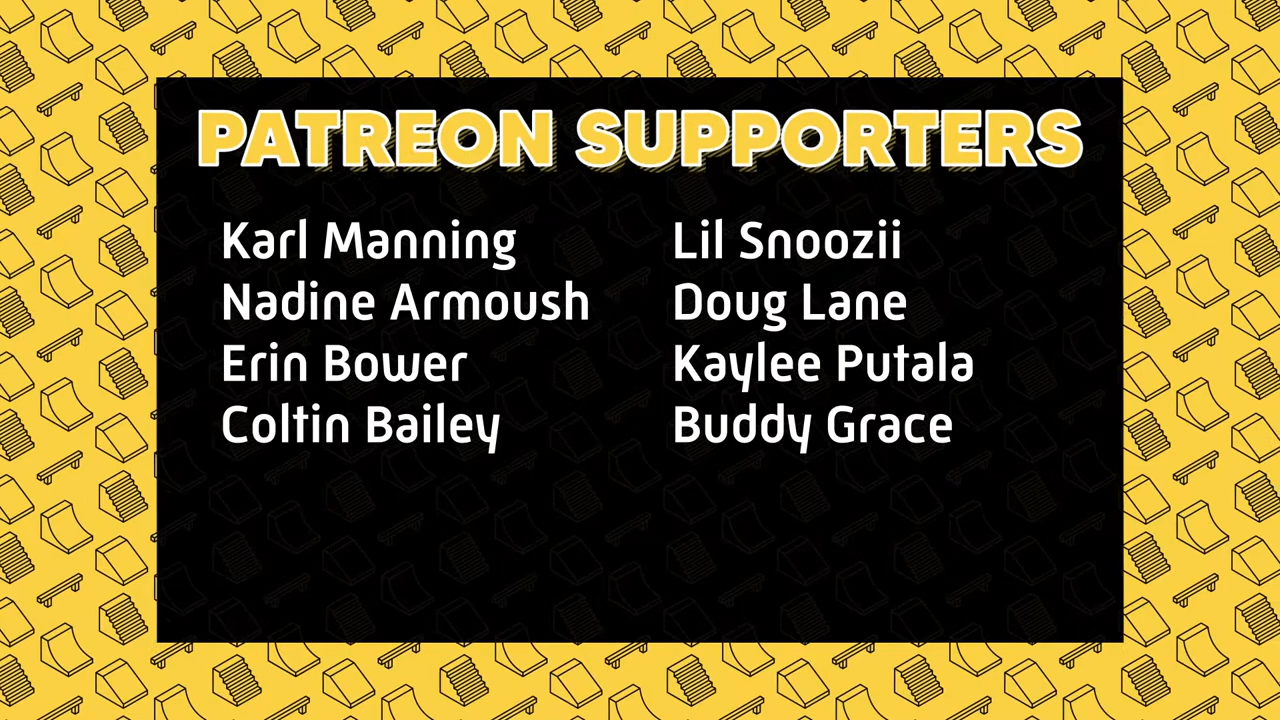 PATREON SUPPORTERS
Karl Manning
Nadine Armoush
Erin Bower
Coltin Bailey
Lil Snoozii
Doug Lane
Kaylee Putala
Buddy Grace